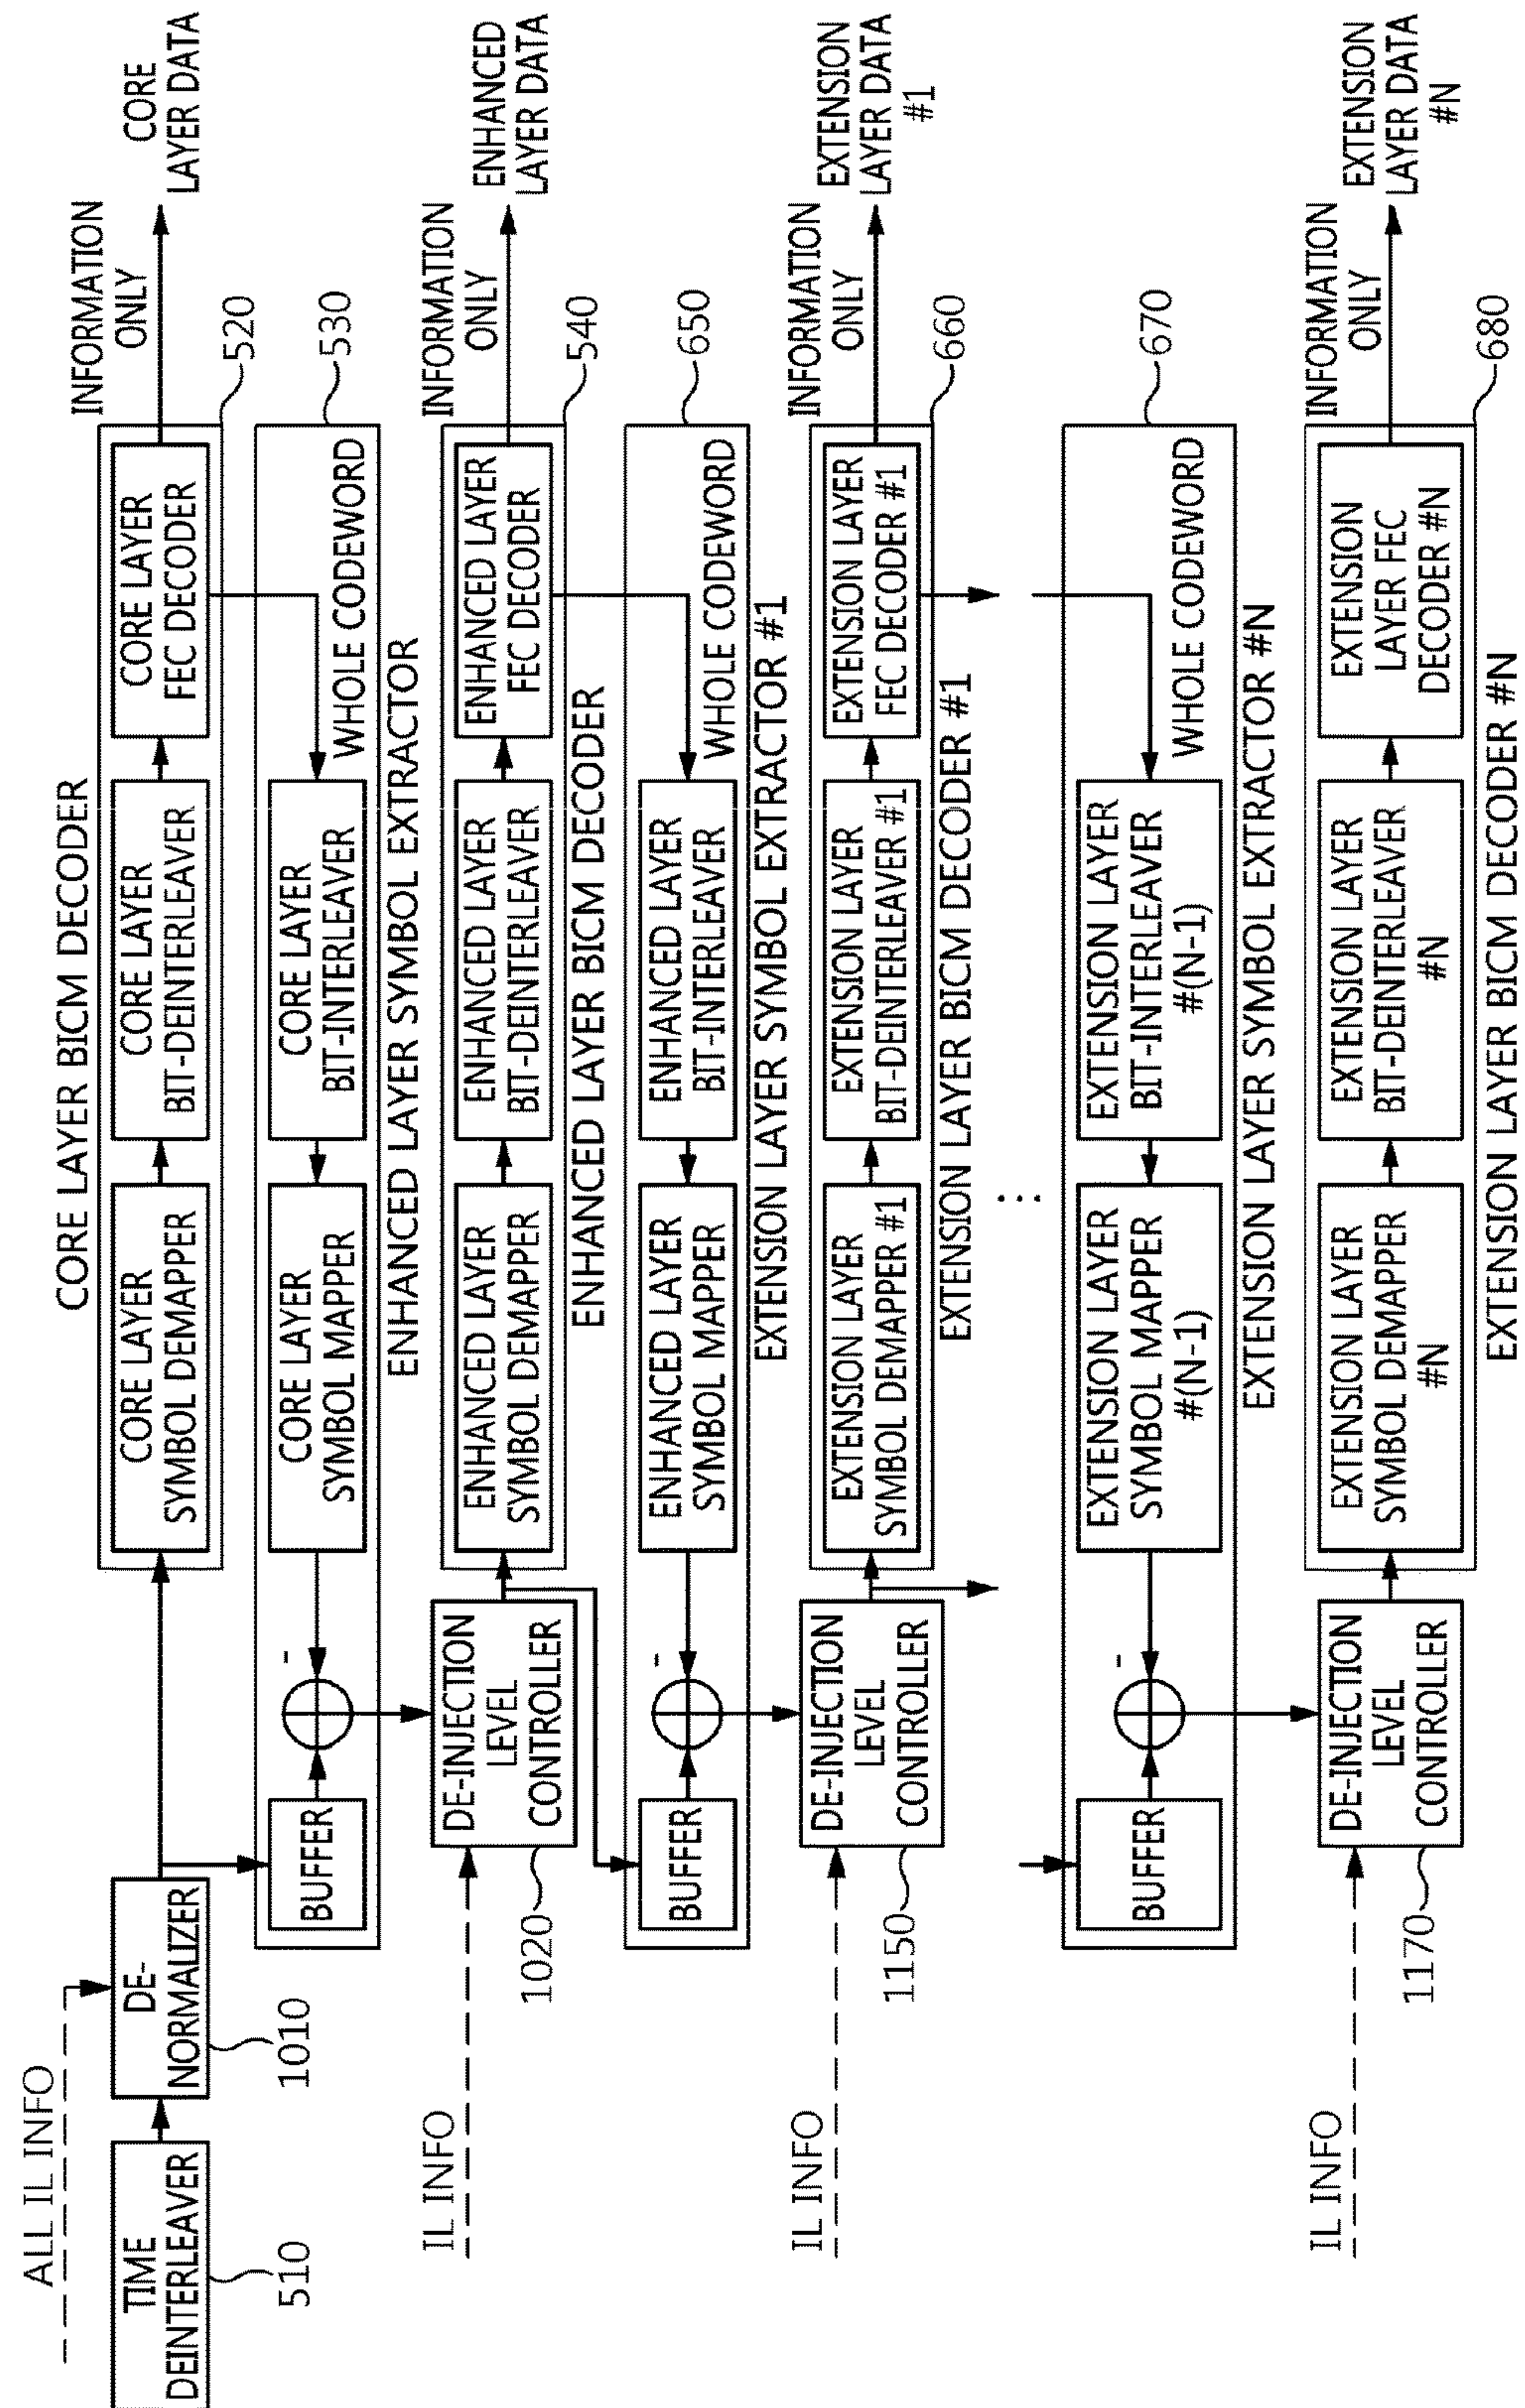 ALL IL INFO
TIME
DEINTERLEAVER
510
DE-
NORMALIZER
1010
CORE LAYER BICM DECODER
CORE LAYER
SYMBOL DEMAPPER
CORE LAYER
BIT-DEINTERLEAVER
CORE LAYER
FEC DECODER
INFORMATION
ONLY
CORE
LAYER DATA
520
BUFFER
-
CORE LAYER
SYMBOL MAPPER
CORE LAYER
BIT-INTERLEAVER
WHOLE CODEWORD
530
ENHANCED LAYER SYMBOL EXTRACTOR
IL INFO
DE-INJECTION
LEVEL
CONTROLLER
1020
ENHANCED LAYER
SYMBOL DEMAPPER
ENHANCED LAYER
BIT-DEINTERLEAVER
ENHANCED LAYER
FEC DECODER
INFORMATION
ONLY
ENHANCED
LAYER DATA
540
ENHANCED LAYER BICM DECODER
BUFFER
-
ENHANCED LAYER
SYMBOL MAPPER
ENHANCED LAYER
BIT-INTERLEAVER
WHOLE CODEWORD
650
EXTENSION LAYER SYMBOL EXTRACTOR #1
IL INFO
DE-INJECTION
LEVEL
CONTROLLER
1150
EXTENSION LAYER
SYMBOL DEMAPPER #1
EXTENSION LAYER
BIT-DEINTERLEAVER #1
EXTENSION LAYER
FEC DECODER #1
INFORMATION
ONLY
EXTENSION
LAYER DATA
#1
660
EXTENSION LAYER BICM DECODER #1
...
BUFFER
-
EXTENSION LAYER
SYMBOL MAPPER
#(N-1)
EXTENSION LAYER
BIT-INTERLEAVER
#(N-1)
WHOLE CODEWORD
670
EXTENSION LAYER SYMBOL EXTRACTOR #N
IL INFO
DE-INJECTION
LEVEL
CONTROLLER
1170
EXTENSION LAYER
SYMBOL DEMAPPER
#N
EXTENSION LAYER
BIT-DEINTERLEAVER
#N
EXTENSION
LAYER FEC
DECODER #N
INFORMATION
ONLY
EXTENSION
LAYER DATA
#N
680
EXTENSION LAYER BICM DECODER #N